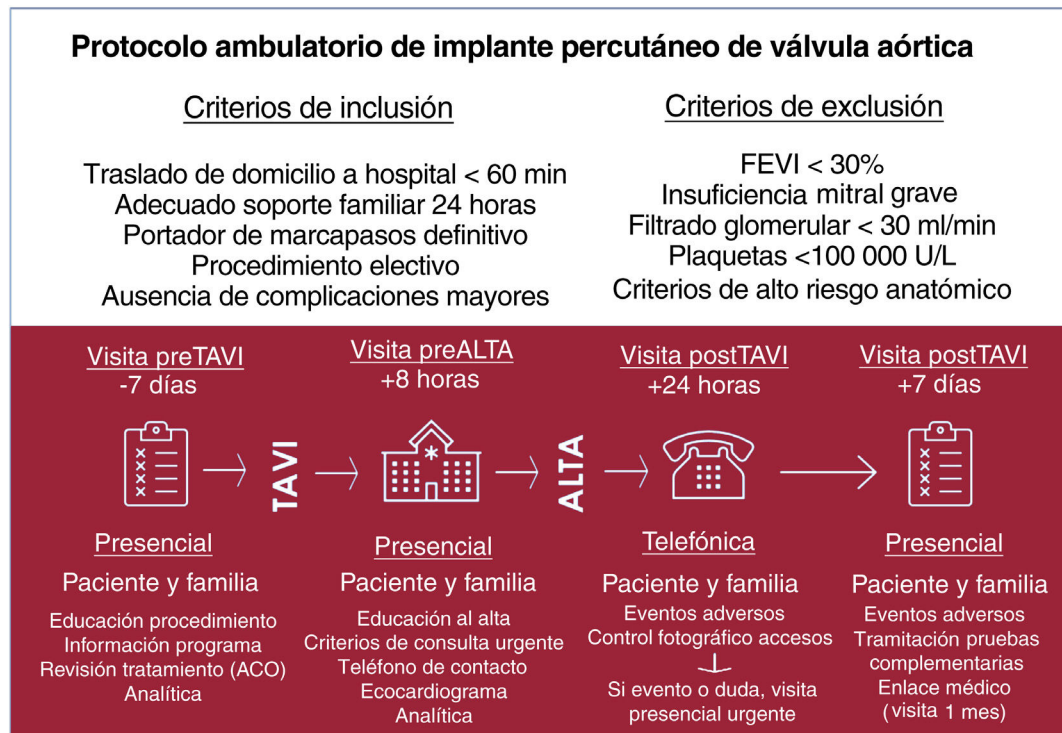 Protocolo ambulatorio de implante percutáneo de válvula aórtica
Criterios de inclusión
Traslado de domicilio a hospital < 60 min
Adecuado soporte familiar 24 horas
Portador de marcapasos definitivo
Procedimiento electivo
Ausencia de complicaciones mayores
Criterios de exclusión
FEVI < 30%
Insuficiencia mitral grave
Filtrado glomerular < 30 ml/min
Plaquetas <100 000 U/L
Criterios de alto riesgo anatómico
Visita preTAVI
-7 días
Presencial
Paciente y familia
Educación procedimiento
Información programa
Revisión tratamiento (ACO)
Analítica
TAVI
Visita preALTA
+8 horas
Presencial
Paciente y familia
Educación al alta
Criterios de consulta urgente
Teléfono de contacto
Ecocardiograma
Analítica
ALTA
Visita postTAVI
+24 horas
Telefónica
Paciente y familia
Eventos adversos
Control fotográfico accesos
Si evento o duda, visita
presencial urgente
Visita postTAVI
+7 días
Presencial
Paciente y familia
Eventos adversos
Tramitación pruebas
complementarias
Enlace médico
(visita 1 mes)